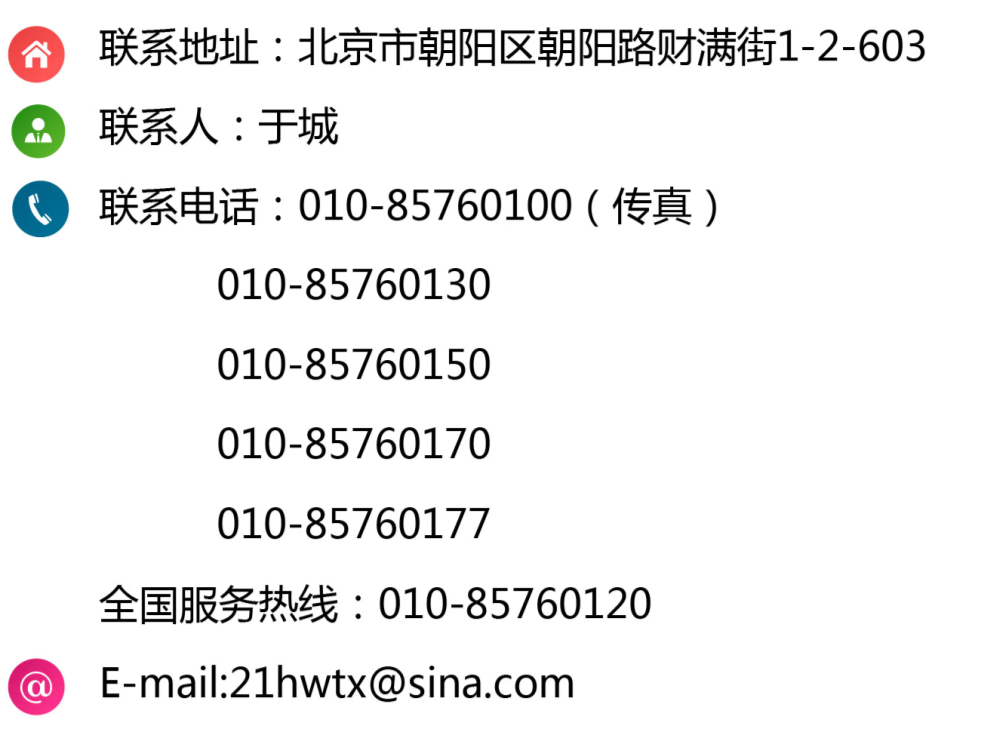 联系地址：北京市朝阳区朝阳路财满街1-2-603
联系人：于城
联系电话：010-85760100（传真）
010-85760130
010-85760150
010-85760170
010-85760177
全国服务热线：010-85760120
E-mail:21hwtx@sina.com